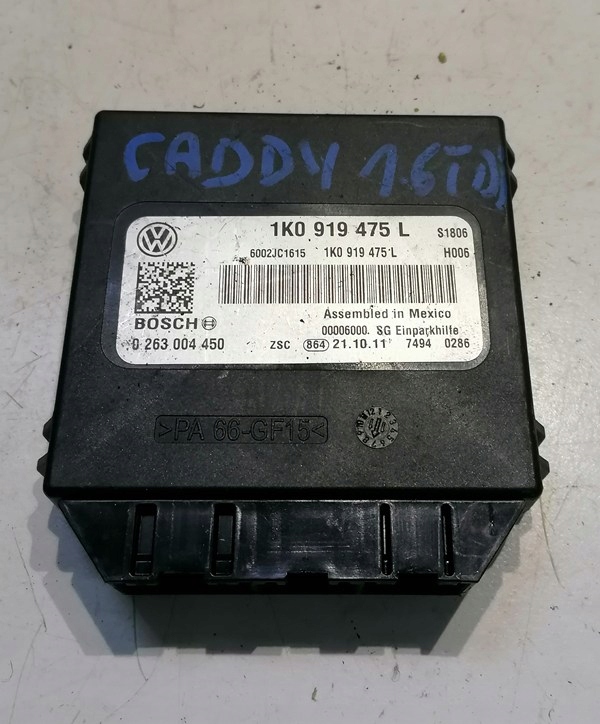 CADDY 1.6TDI
1K0 919 475 L S1806
6002JC1615 1K0 919 475 L H006
BOSCH
Assembled in Mexico
00006000. SG Einparkhilfe
0 263 004 450 ZSC 864 21.10.11 7494 0286
>PA 66-GF15<